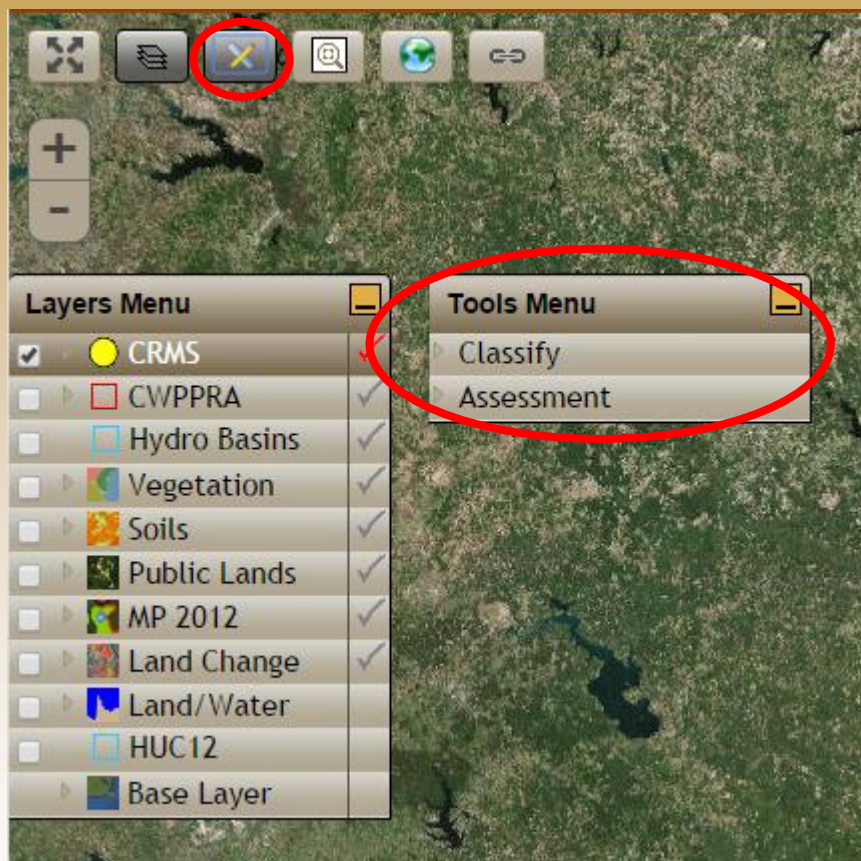 Layers Menu
CRMS
CWPPRA
Hydro Basins
Vegetation
Soils
Public Lands
MP 2012
Land Change
Land/Water
HUC12
Base Layer
Tools Menu
Classify
Assessment